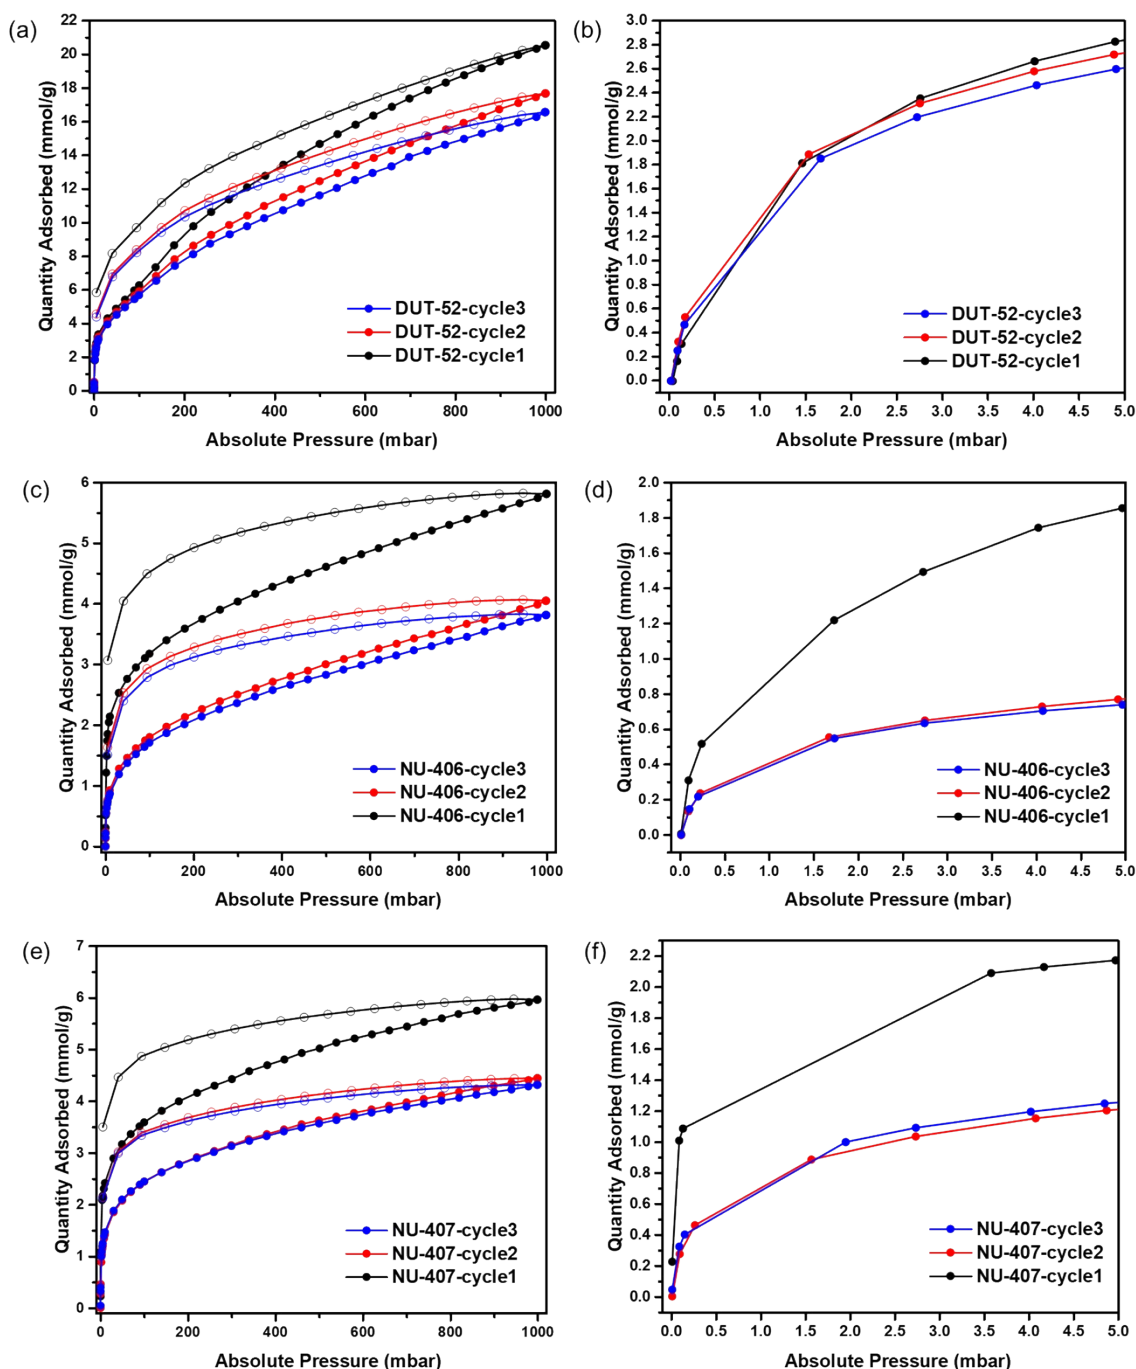 (a)
Quantity Adsorbed (mmol/g)
22
20
18
16
14
12
10
8
6
4
2
0
DUT-52-cycle3
DUT-52-cycle2
DUT-52-cycle1
0 200 400 600 800 1000
Absolute Pressure (mbar)
(b)
Quantity Adsorbed (mmol/g)
3.0
2.8
2.6
2.4
2.2
2.0
1.8
1.6
1.4
1.2
1.0
0.8
0.6
0.4
0.2
0.0
DUT-52-cycle3
DUT-52-cycle2
DUT-52-cycle1
0.0 0.5 1.0 1.5 2.0 2.5 3.0 3.5 4.0 4.5 5.0
Absolute Pressure (mbar)
(c)
Quantity Adsorbed (mmol/g)
6
5
4
3
2
1
0
NU-406-cycle3
NU-406-cycle2
NU-406-cycle1
0 200 400 600 800 1000
Absolute Pressure (mbar)
(d)
Quantity Adsorbed (mmol/g)
2.0
1.8
1.6
1.4
1.2
1.0
0.8
0.6
0.4
0.2
0.0
NU-406-cycle3
NU-406-cycle2
NU-406-cycle1
0.0 0.5 1.0 1.5 2.0 2.5 3.0 3.5 4.0 4.5 5.0
Absolute Pressure (mbar)
(e)
Quantity Adsorbed (mmol/g)
7
6
5
4
3
2
1
0
NU-407-cycle3
NU-407-cycle2
NU-407-cycle1
0 200 400 600 800 1000
Absolute Pressure (mbar)
(f)
Quantity Adsorbed (mmol/g)
2.2
2.0
1.8
1.6
1.4
1.2
1.0
0.8
0.6
0.4
0.2
0.0
NU-407-cycle3
NU-407-cycle2
NU-407-cycle1
0.0 0.5 1.0 1.5 2.0 2.5 3.0 3.5 4.0 4.5 5.0
Absolute Pressure (mbar)